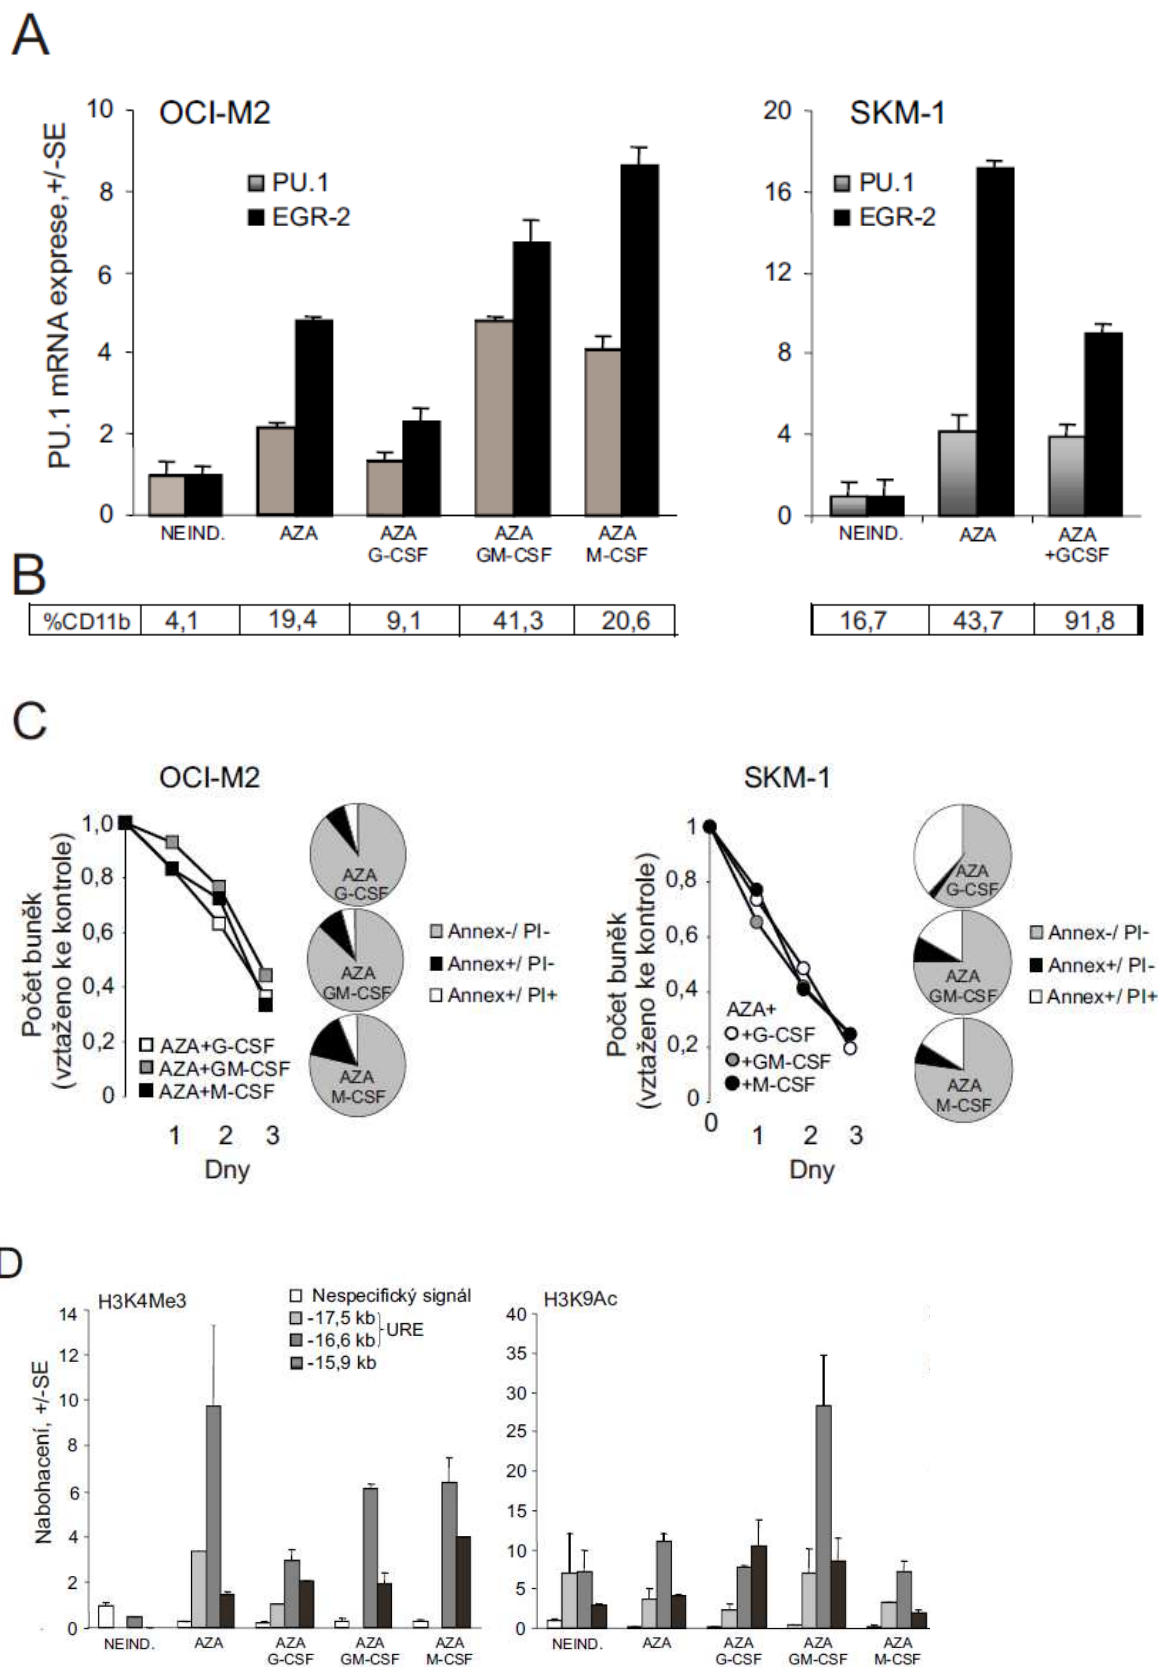 A
OCI-M2
SKM-1
PU.1 mRNA exprese,+/-SE
10
8
6
4
2
0
PU.1
EGR-2
20
16
12
8
4
0
PU.1
EGR-2
NEIND.
AZA
AZA
G-CSF
AZA
GM-CSF
AZA
M-CSF
NEIND.
AZA
AZA
+GCSF
B
%CD11b 4,1 19,4 9,1 41,3 20,6
16,7 43,7 91,8
C
OCI-M2
Počet buněk
(vztaženo ke kontrole)
1,0
0,8
0,6
0,4
0,2
0
AZA+G-CSF
AZA+GM-CSF
AZA+M-CSF
1 2 3
Dny
AZA
G-CSF
AZA
GM-CSF
AZA
M-CSF
Annex-/ PI-
Annex+/ PI-
Annex+/ PI+
SKM-1
Počet buněk
(vztaženo ke kontrole)
1
0,8
0,6
0,4
0,2
0
AZA+
+G-CSF
+GM-CSF
+M-CSF
0 1 2 3
Dny
AZA
G-CSF
AZA
GM-CSF
AZA
M-CSF
Annex-/ PI-
Annex+/ PI-
Annex+/ PI+
D
H3K4Me3
Nabohacení, +/-SE
14
12
10
8
6
4
2
0
Nespecifický signál
-17,5 kb
-16,6 kb
URE
-15,9 kb
NEIND.
AZA
AZA
G-CSF
AZA
GM-CSF
AZA
M-CSF
H3K9Ac
40
35
30
25
20
15
10
5
0
NEIND.
AZA
AZA
G-CSF
AZA
GM-CSF
AZA
M-CSF